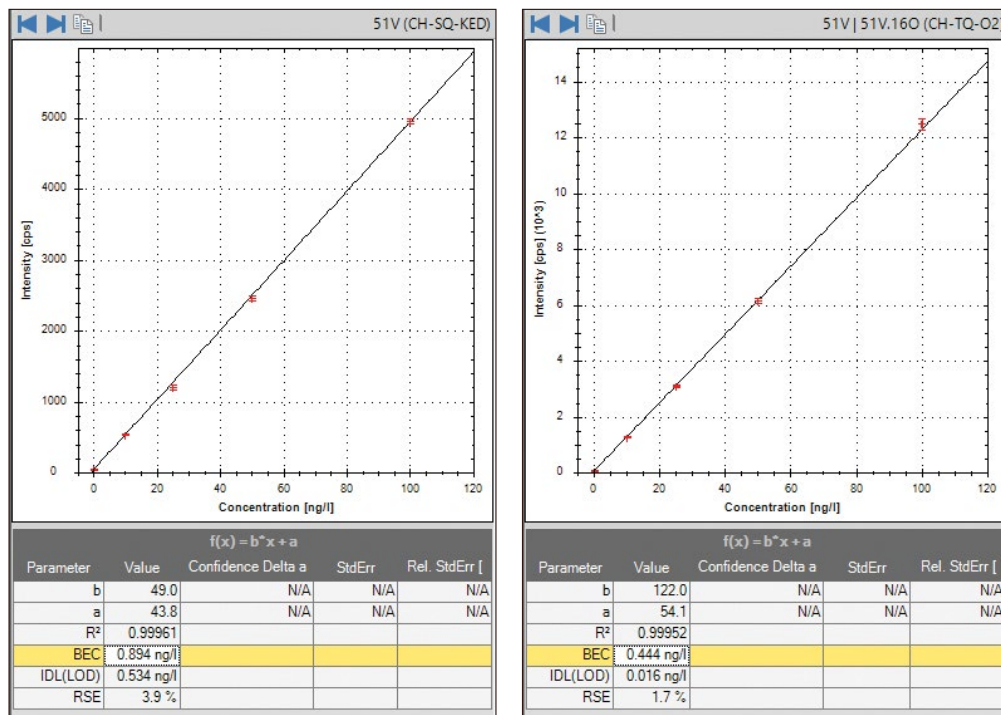 51V (CH-SQ-KED)
Intensity [cps]
5000
4000
3000
2000
1000
0
0 20 40 60 80 100 120
Concentration [ng/l]
f(x)=b*x+a
Parameter Value Confidence Delta a StdErr Rel. StdErr [
b 49.0 N/A N/A N/A
a 43.8 N/A N/A N/A
R² 0.99961
BEC 0.894 ng/l
IDL(LOD) 0.534 ng/l
RSE 3.9 %
51V | 51V.16O (CH-TQ-O2)
Intensity [cps] (10^3)
14
12
10
8
6
4
2
0
0 20 40 60 80 100 120
Concentration [ng/l]
f(x)=b*x+a
Parameter Value Confidence Delta a StdErr Rel. StdErr [
b 122.0 N/A N/A N/A
a 54.1 N/A N/A N/A
R² 0.99952
BEC 0.444 ng/l
IDL(LOD) 0.016 ng/l
RSE 1.7 %